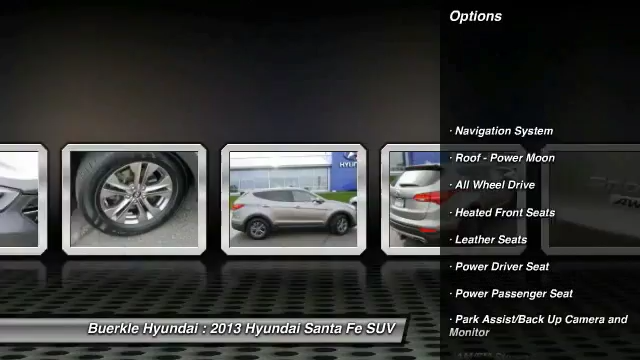 Options
· Navigation System
· Roof - Power Moon
· All Wheel Drive
· Heated Front Seats
· Leather Seats
· Power Driver Seat
· Power Passenger Seat
· Park Assist/Back Up Camera and
Monitor
Buerkle Hyundai : 2013 Hyundai Santa Fe SUV